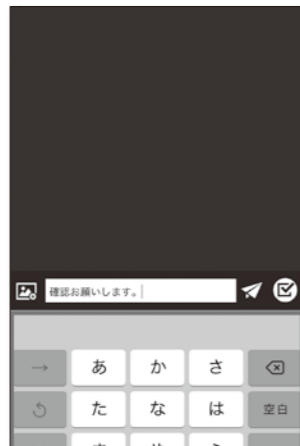 確認お願いします。
→ あ か さ
た な は 空白